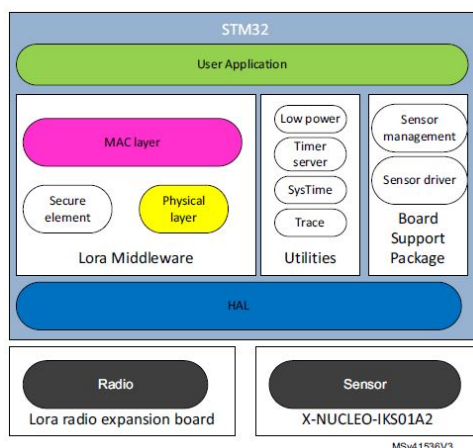 STM32
User Application
MAC layer
Secure
element
Physical
layer
Lora Middleware
Low power
Timer
server
SysTime
Trace
Utilities
Sensor
management
Sensor driver
Board
Support
Package
HAL
Radio
Lora radio expansion board
Sensor
X-NUCLEO-IKS01A2
MSv41536V3